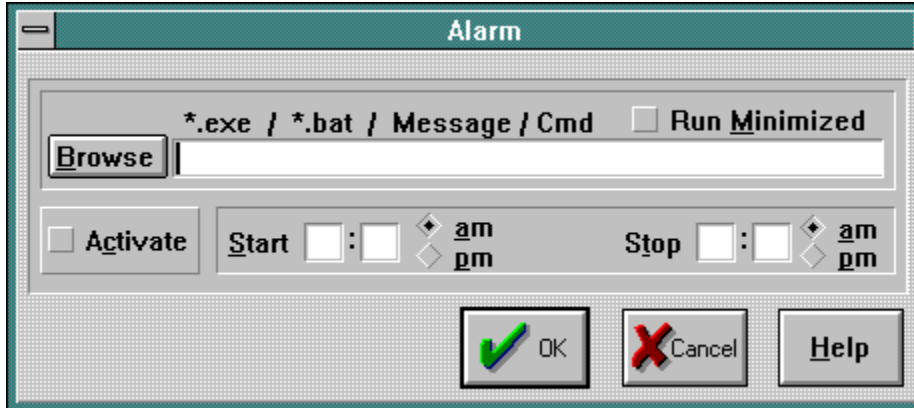 Alarm
*.exe / *.bat / Message / Cmd Run Minimized
Browse
Activate Start : am Stop : am
pm pm
OK Cancel Help